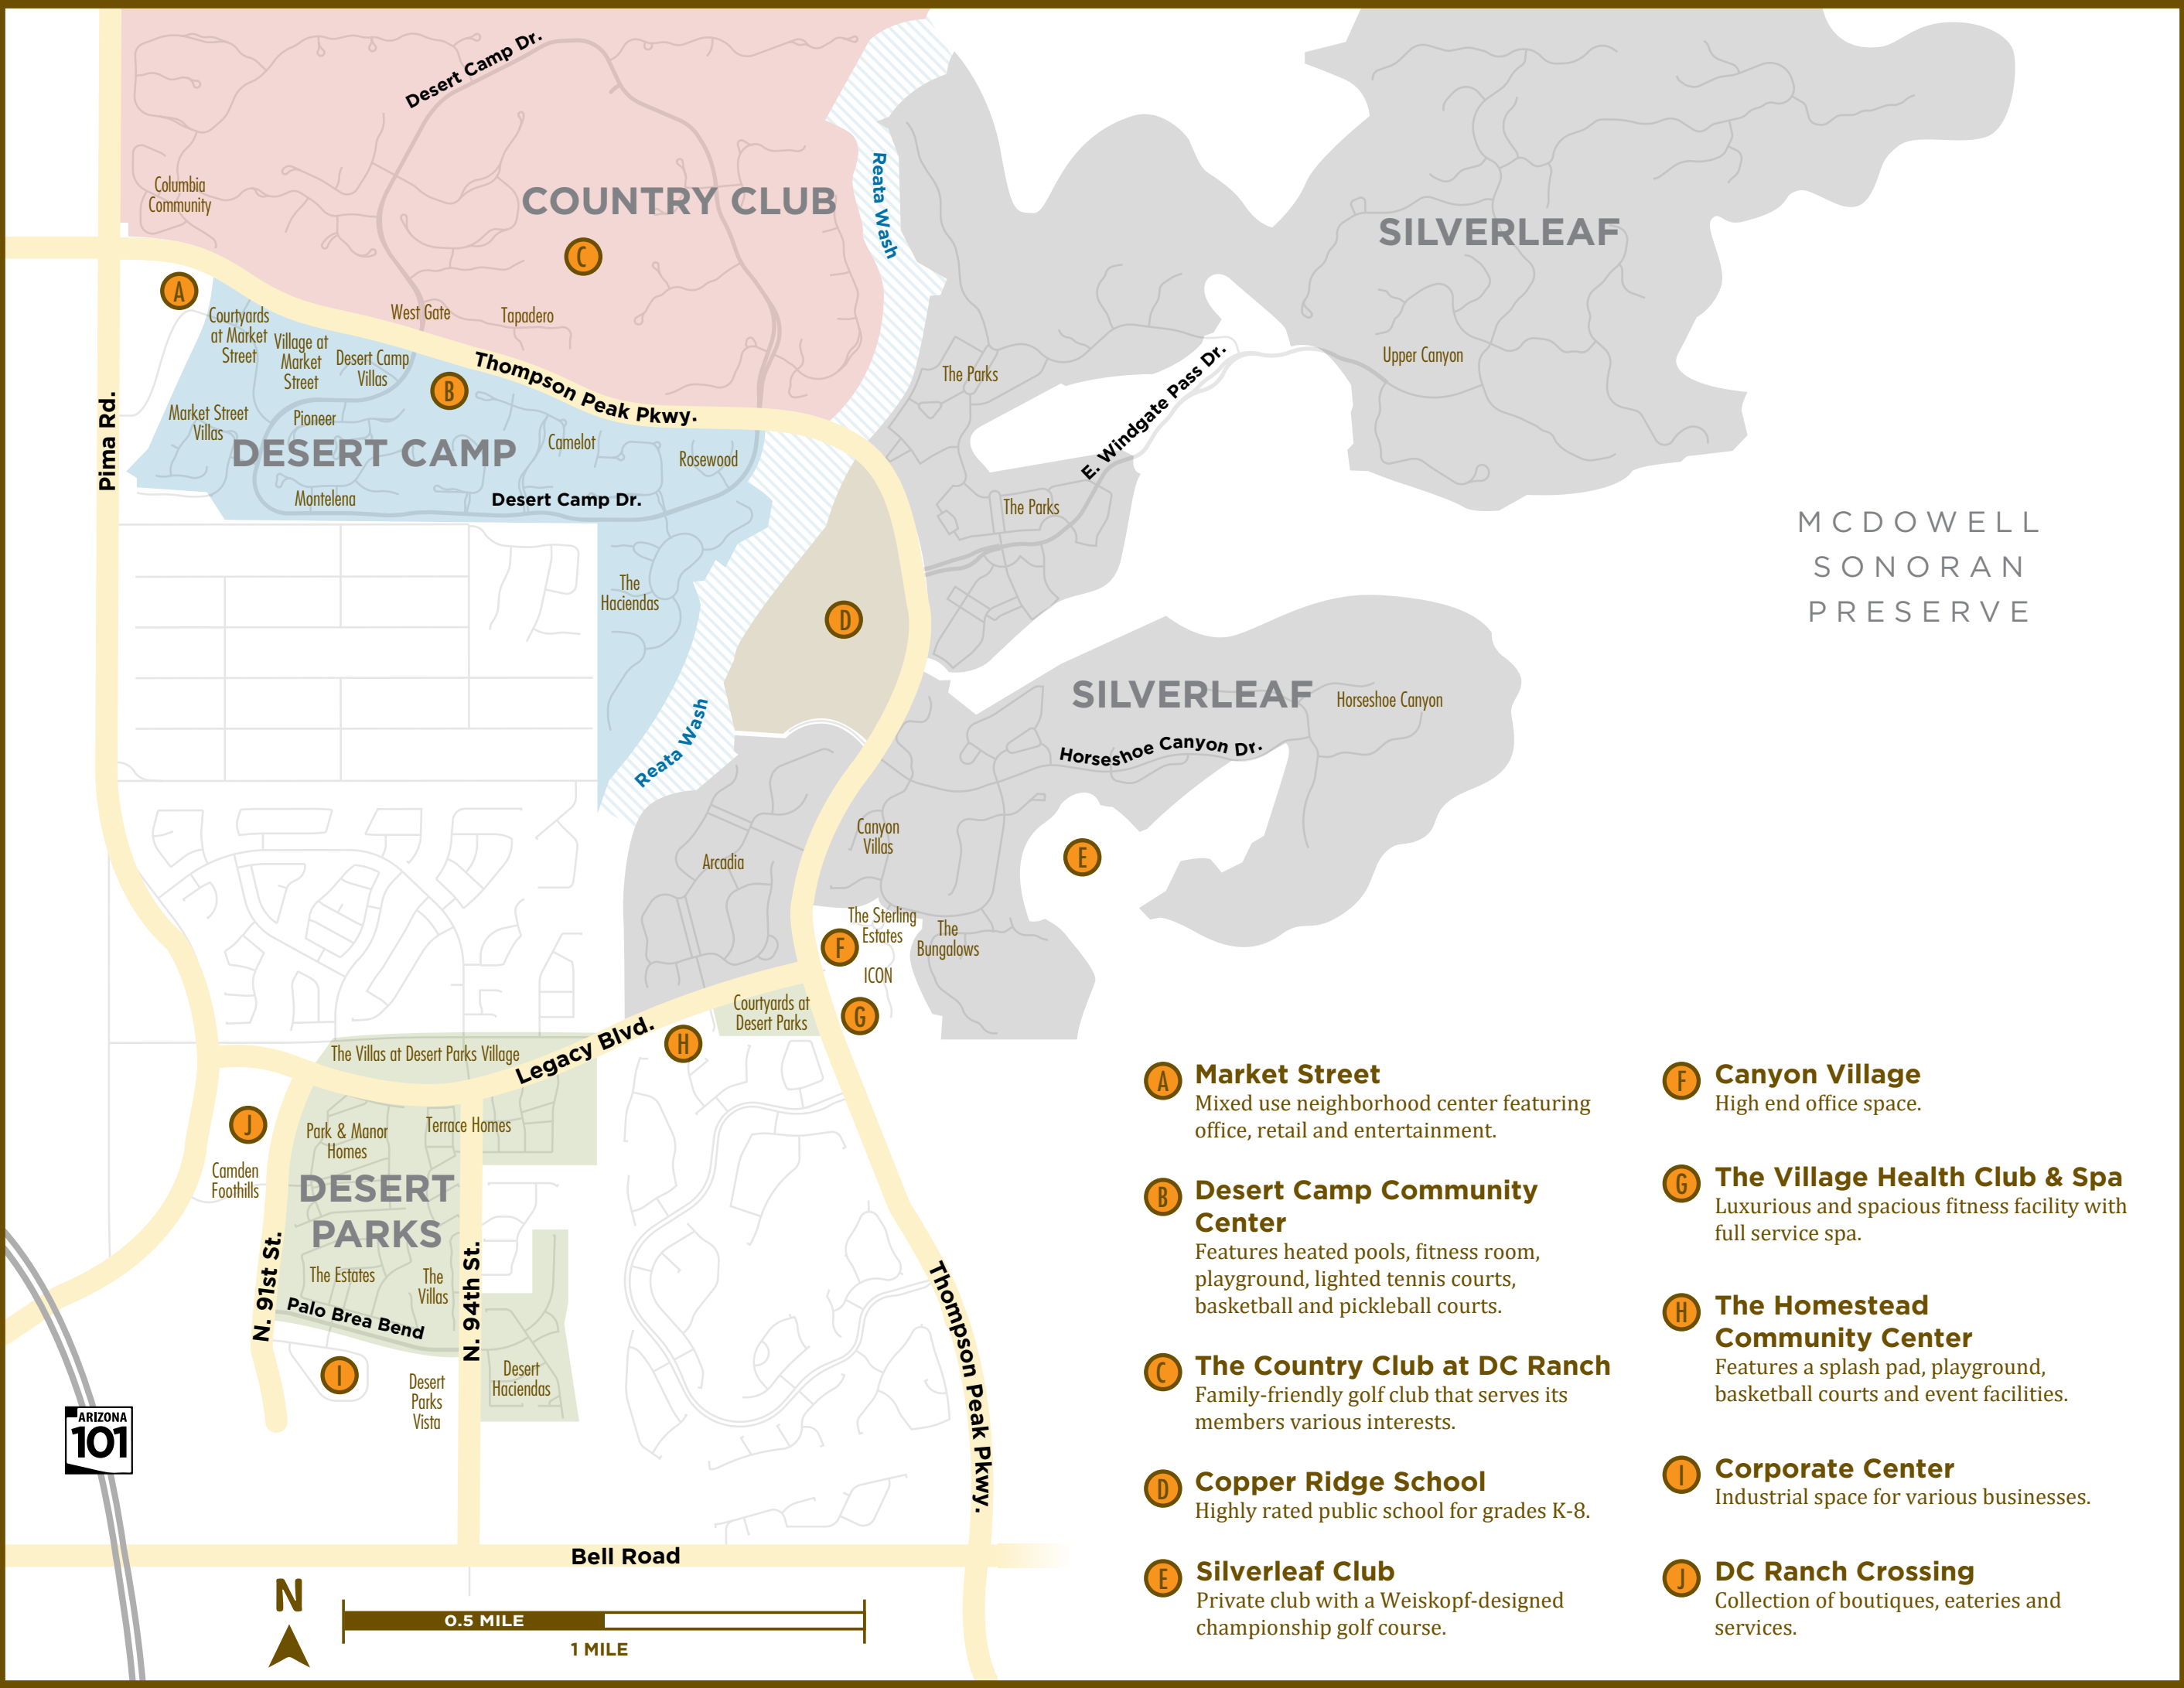 Desert Camp Dr.
Columbia
Community
COUNTRY CLUB
Reata Wash
SILVERLEAF
C
A
Courtyards
at Market
Street
West Gate
Tapadero
Village at
Market
Street
Desert Camp
Villas
B
Thompson Peak Pkwy.
The Parks
E. Windgate Pass Dr.
Upper Canyon
Pima Rd.
Market Street
Villas
Pioneer
DESERT CAMP
Camelot
Rosewood
Montelena
Desert Camp Dr.
The Parks
MCDOWELL
SONORAN
PRESERVE
The
Haciendas
D
Reata Wash
SILVERLEAF
Horseshoe Canyon
Horseshoe Canyon Dr.
Arcadia
Canyon
Villas
E
The Sterling
Estates
F
The
Bungalows
ICON
Courtyards at
Desert Parks
G
H
Legacy Blvd.
The Villas at Desert Parks Village
J
Park & Manor
Homes
Terrace Homes
Camden
Foothills
DESERT
PARKS
N. 91st St.
The Estates
The
Villas
N. 94th St.
Palo Brea Bend
I
Desert
Parks
Vista
Desert
Haciendas
Thompson Peak Pkwy.
ARIZONA
101
Bell Road
N
0.5 MILE
1 MILE
A
Market Street
Mixed use neighborhood center featuring
office, retail and entertainment.
B
Desert Camp Community
Center
Features heated pools, fitness room,
playground, lighted tennis courts,
basketball and pickleball courts.
C
The Country Club at DC Ranch
Family-friendly golf club that serves its
members various interests.
D
Copper Ridge School
Highly rated public school for grades K-8.
E
Silverleaf Club
Private club with a Weiskopf-designed
championship golf course.
F
Canyon Village
High end office space.
G
The Village Health Club & Spa
Luxurious and spacious fitness facility with
full service spa.
H
The Homestead
Community Center
Features a splash pad, playground,
basketball courts and event facilities.
I
Corporate Center
Industrial space for various businesses.
J
DC Ranch Crossing
Collection of boutiques, eateries and
services.